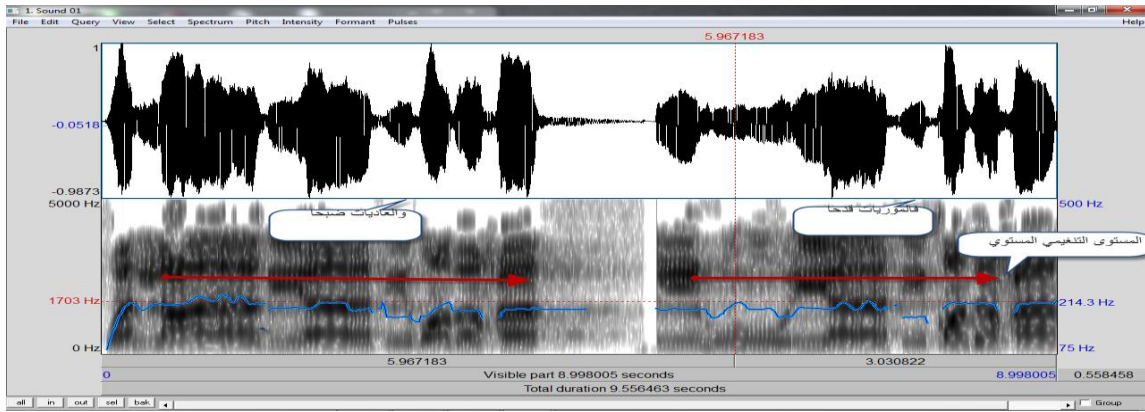 1. Sound 01
File Edit Query View Select Spectrum Pitch Intensity Formant Pulses Help
5.967183
1
-0.0518
-0.9873
5000 Hz 500 Hz
والعاديات ضبحا
فالموريات قدحا
المستوى التنغيمي المستوي
1703 Hz 214.3 Hz
0 Hz 75 Hz
5.967183 3.030822
0 Visible part 8.998005 seconds 8.998005 0.558458
Total duration 9.556463 seconds
all in out sel bak Group